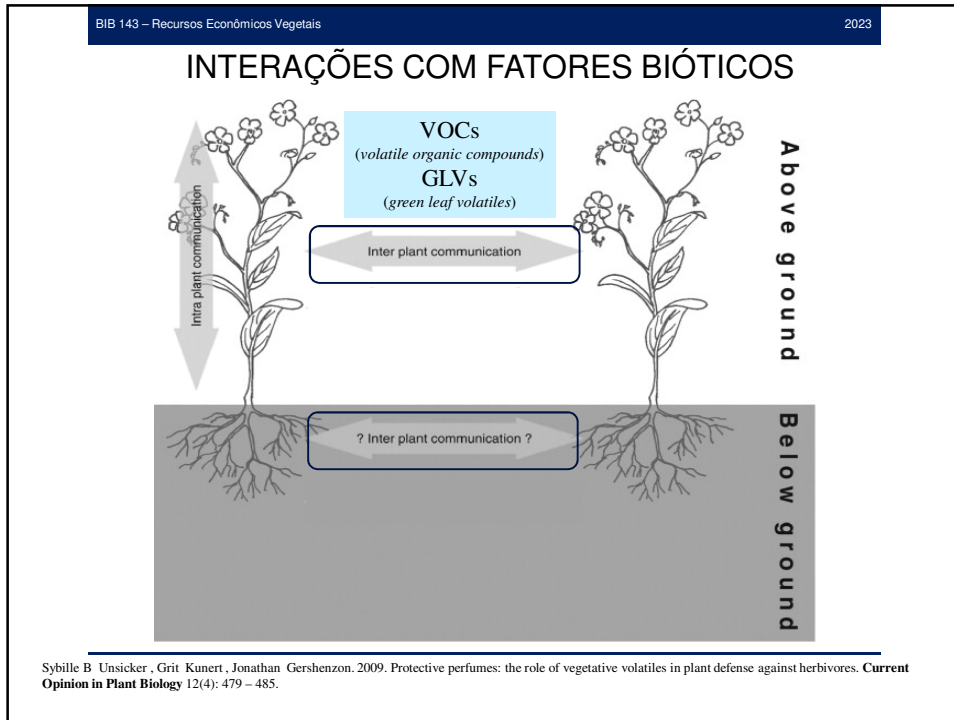 BIB 143 – Recursos Econômicos Vegetais 2023
INTERAÇÕES COM FATORES BIÓTICOS
VOCs
(volatile organic compounds)
GLVs
(green leaf volatiles)
Intra plant communication
Inter plant communication
Above ground
? Inter plant communication ?
Below ground
Sybille B Unsicker , Grit Kunert , Jonathan Gershenzon. 2009. Protective perfumes: the role of vegetative volatiles in plant defense against herbivores. Current
Opinion in Plant Biology 12(4): 479 – 485.